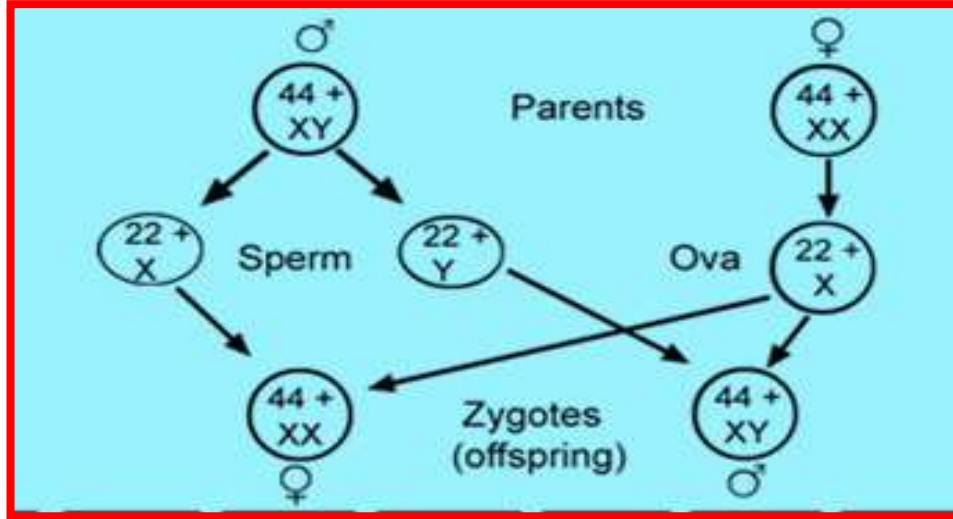 ♂
44 +
XY
Parents
♀
44 +
XX
22 +
X
Sperm
22 +
Y
Ova
22 +
X
44 +
XX
♀
Zygotes
(offspring)
44 +
XY
♂